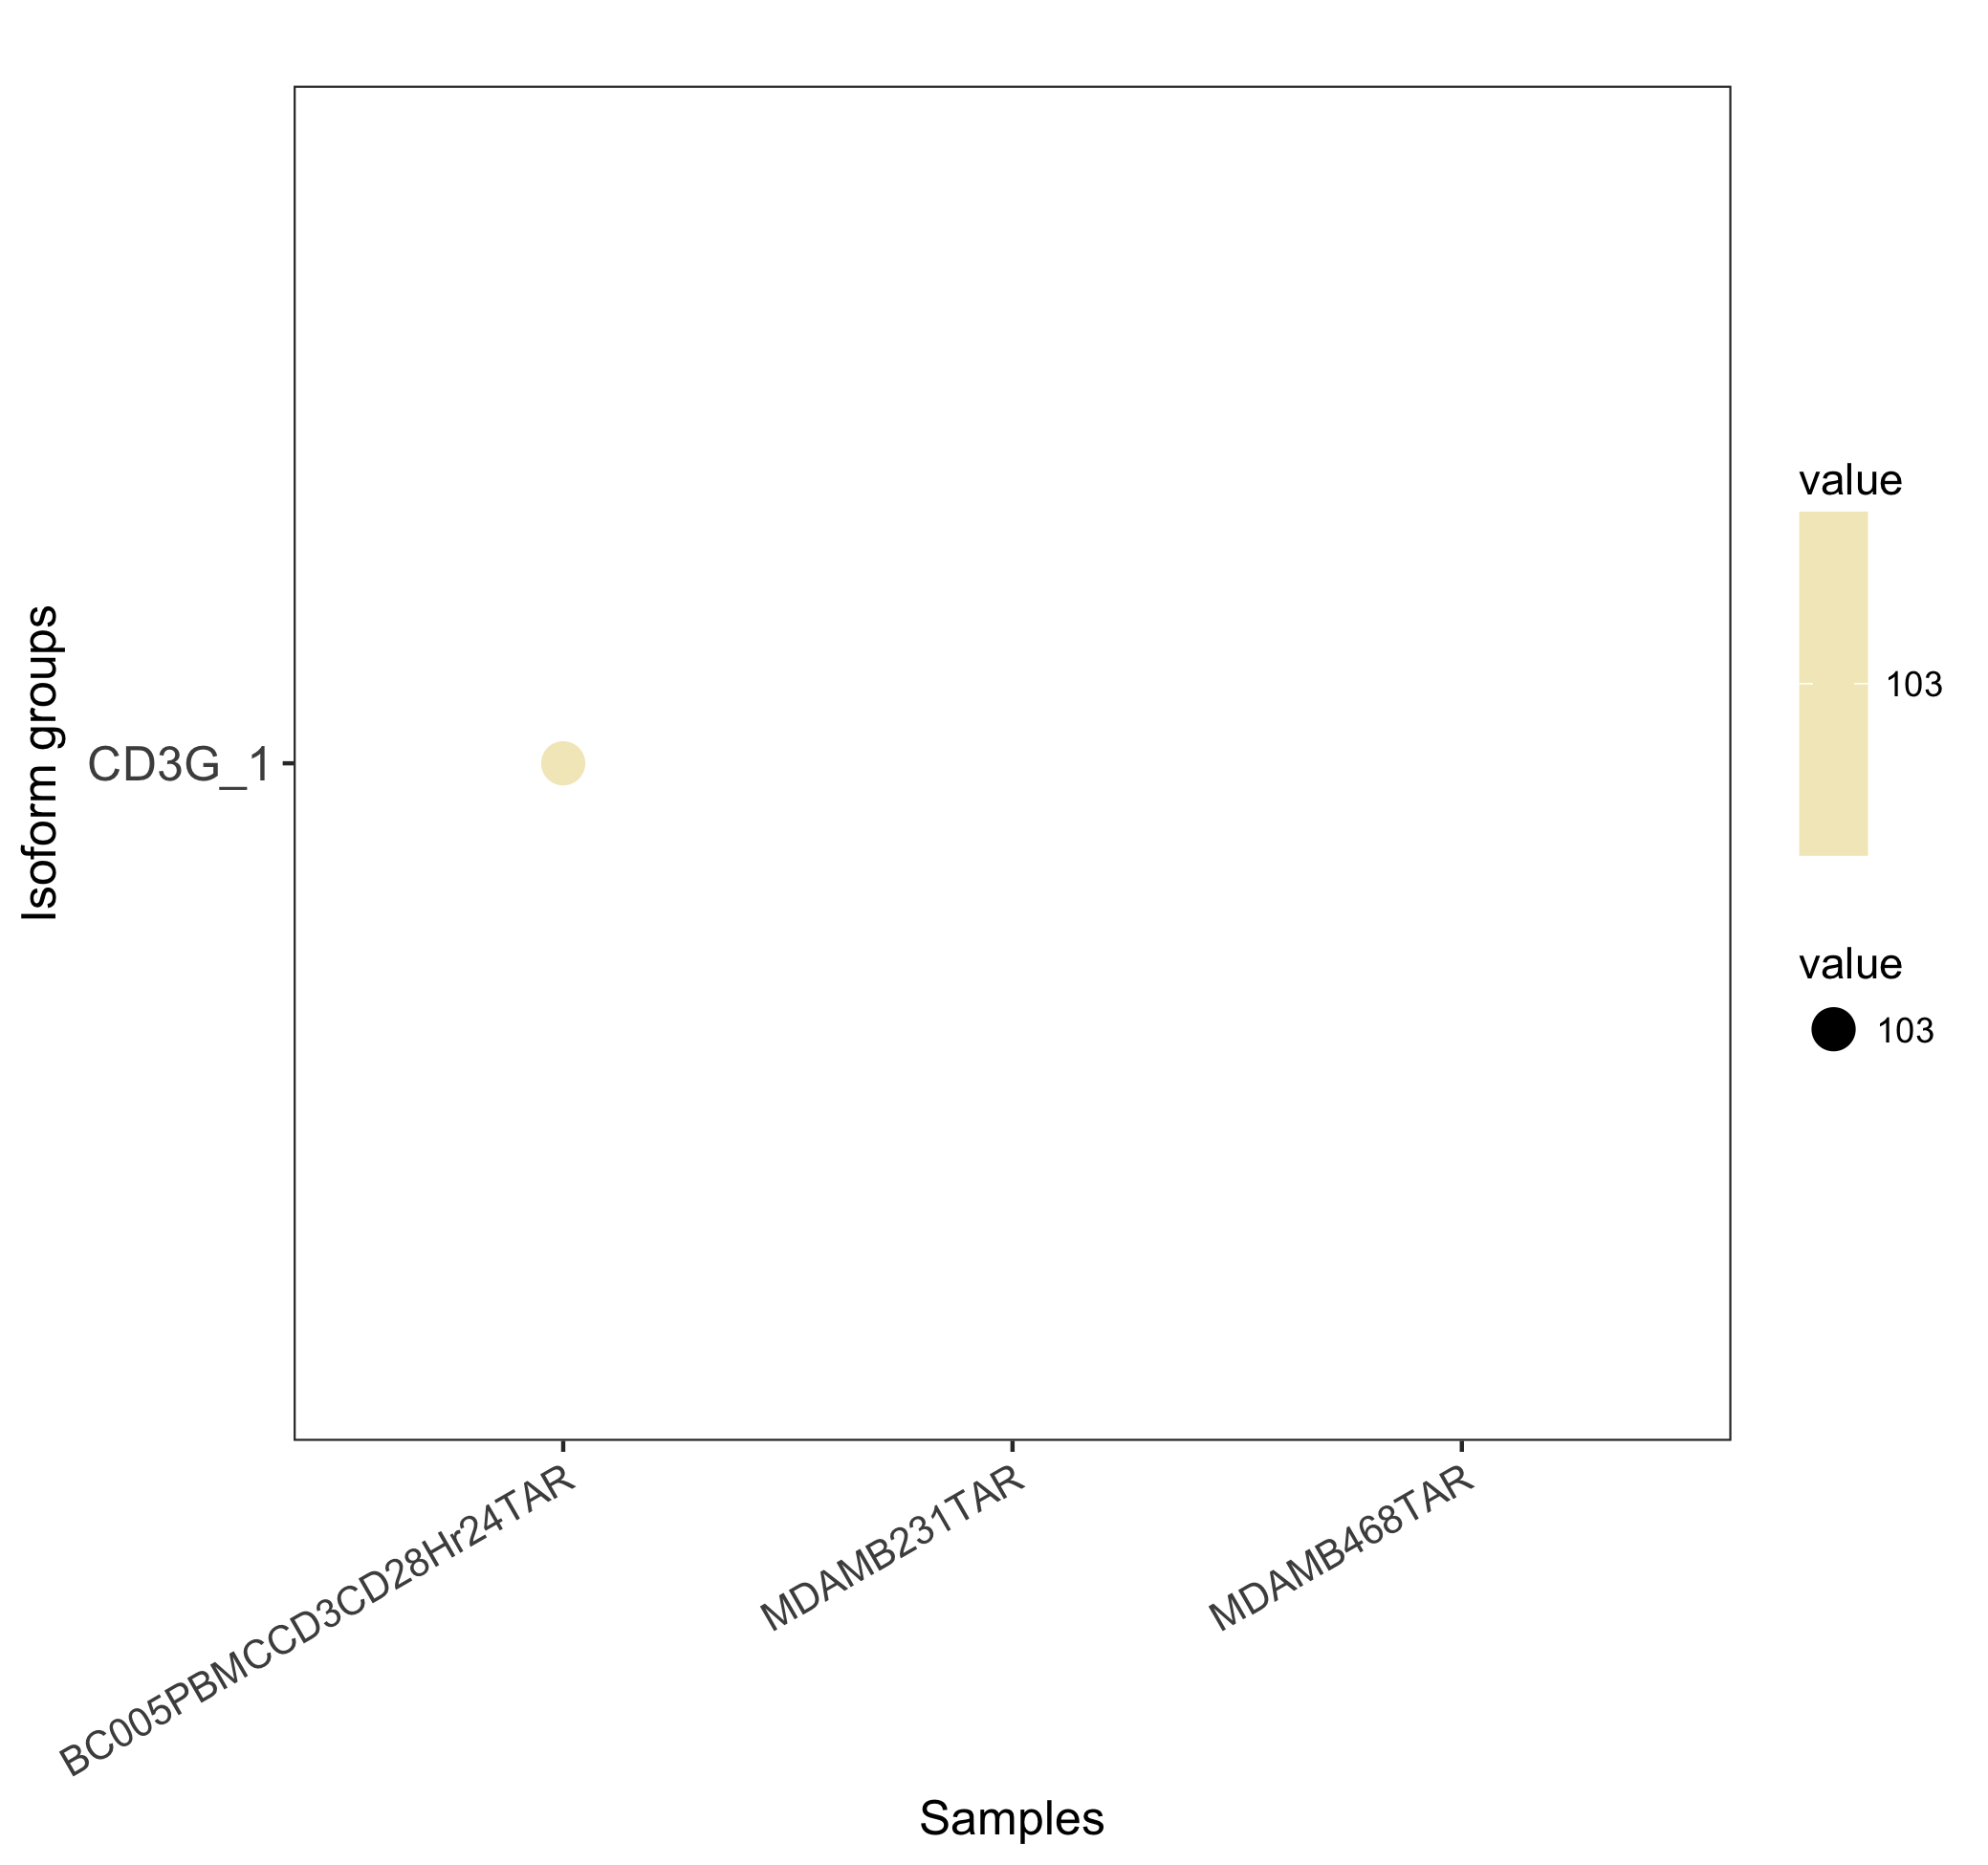 Isoform groups
CD3G_1
value
103
value
103
BC005PBMCCD3CD28Hr24TAR
MDAMB231TAR
MDAMB468TAR
Samples